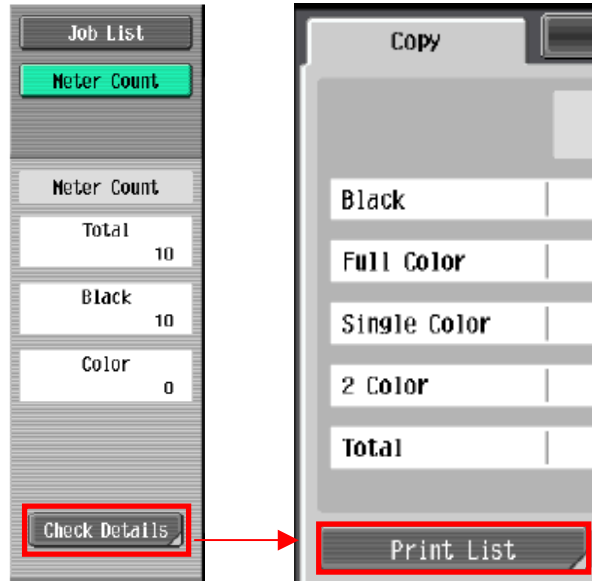 Job List
Meter Count
Meter Count
Total
10
Black
10
Color
0
Check Details
Copy
Black
Full Color
Single Color
2 Color
Total
Print List